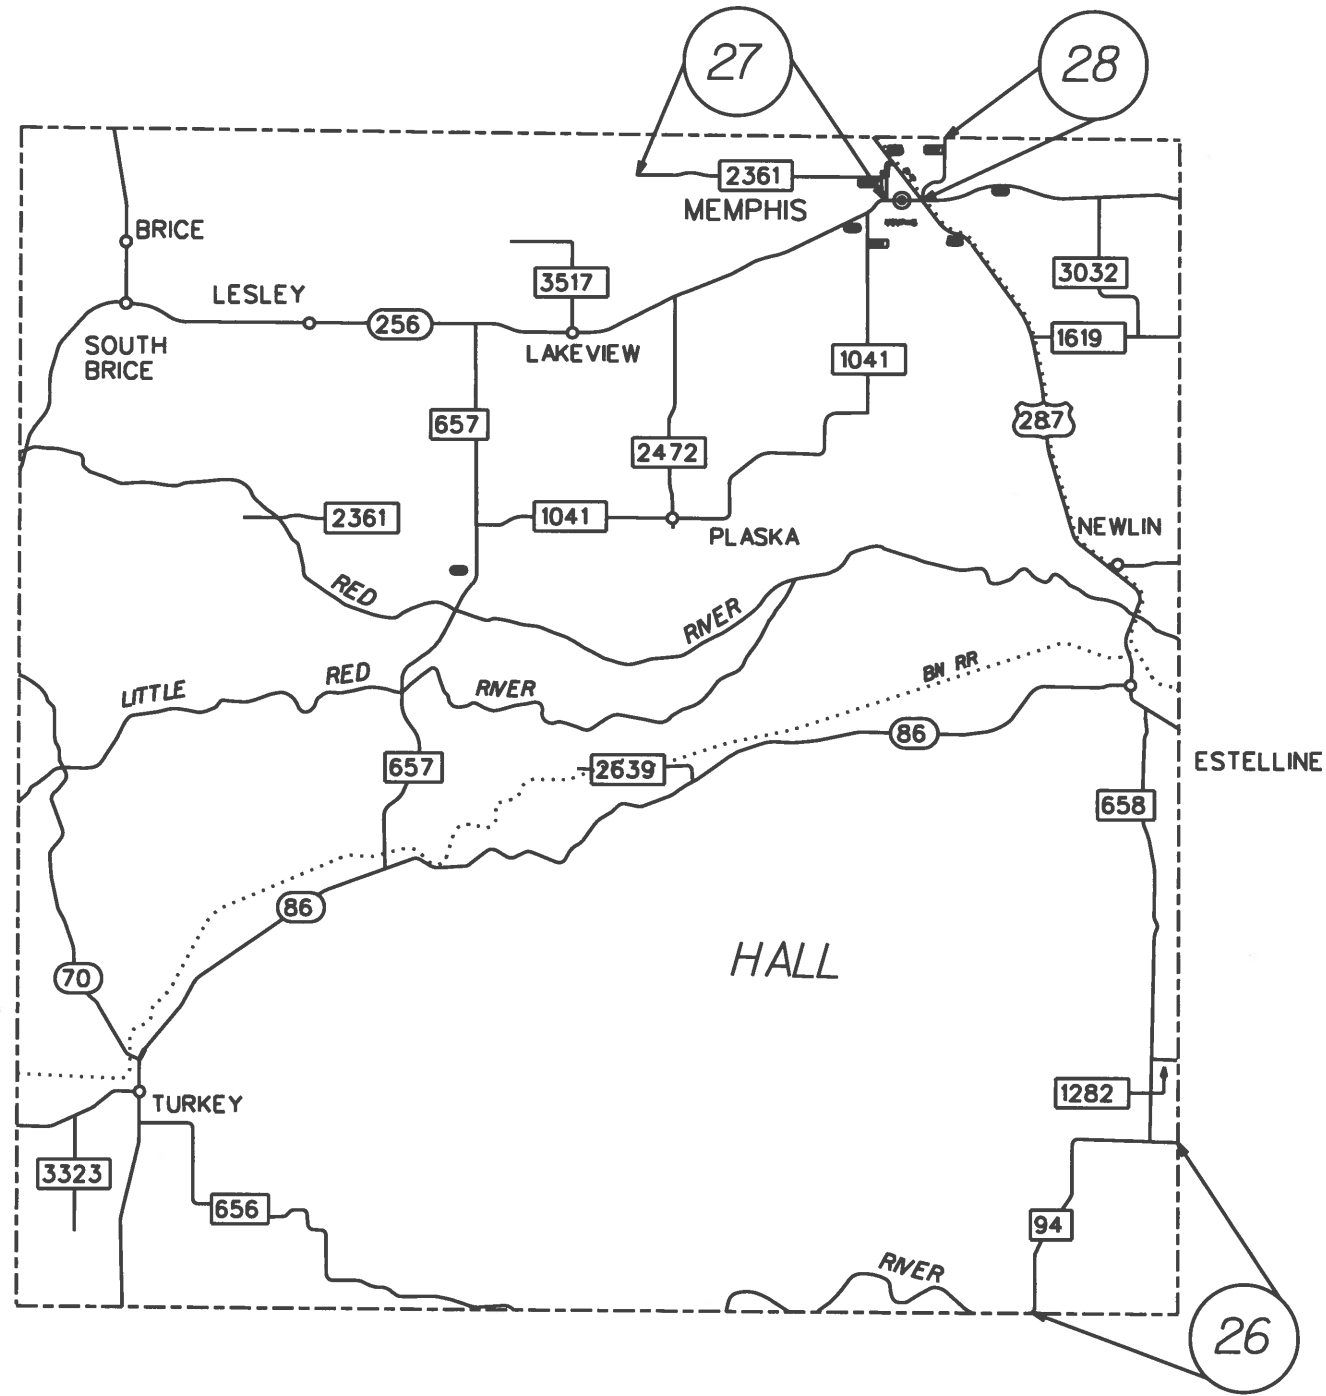 27
28
2361
MEMPHIS
BRICE
3517
3032
LESLEY
256
1619
SOUTH
BRICE
LAKEVIEW
1041
657
287
2472
2361
1041
NEWLIN
PLASKA
RED
RIVER
BN RR
LITTLE
RED
RIVER
86
ESTELLINE
657
2639
658
86
HALL
70
1282
TURKEY
3323
656
94
RIVER
26